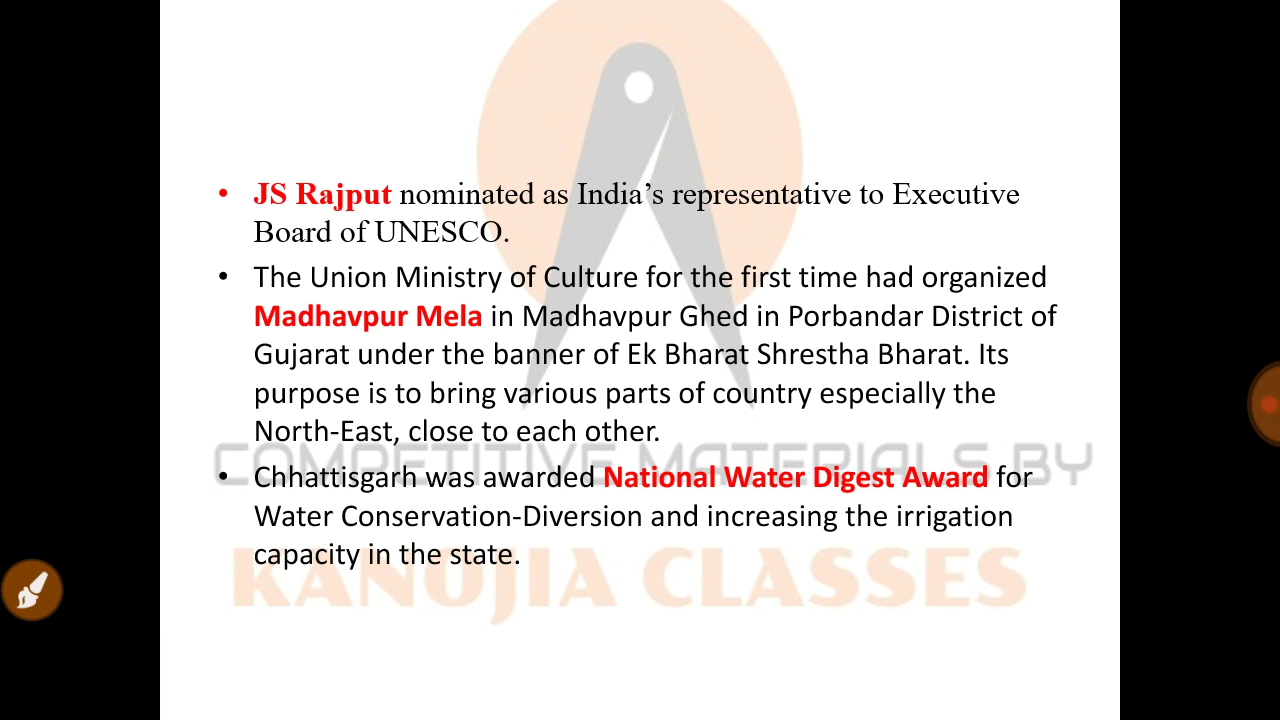 • JS Rajput nominated as India’s representative to Executive
Board of UNESCO.
• The Union Ministry of Culture for the first time had organized
Madhavpur Mela in Madhavpur Ghed in Porbandar District of
Gujarat under the banner of Ek Bharat Shrestha Bharat. Its
purpose is to bring various parts of country especially the
North-East, close to each other.
COMPETITIVE MATERIALS BY
• Chhattisgarh was awarded National Water Digest Award for
Water Conservation-Diversion and increasing the irrigation
capacity in the state.
KANOJIA CLASSES